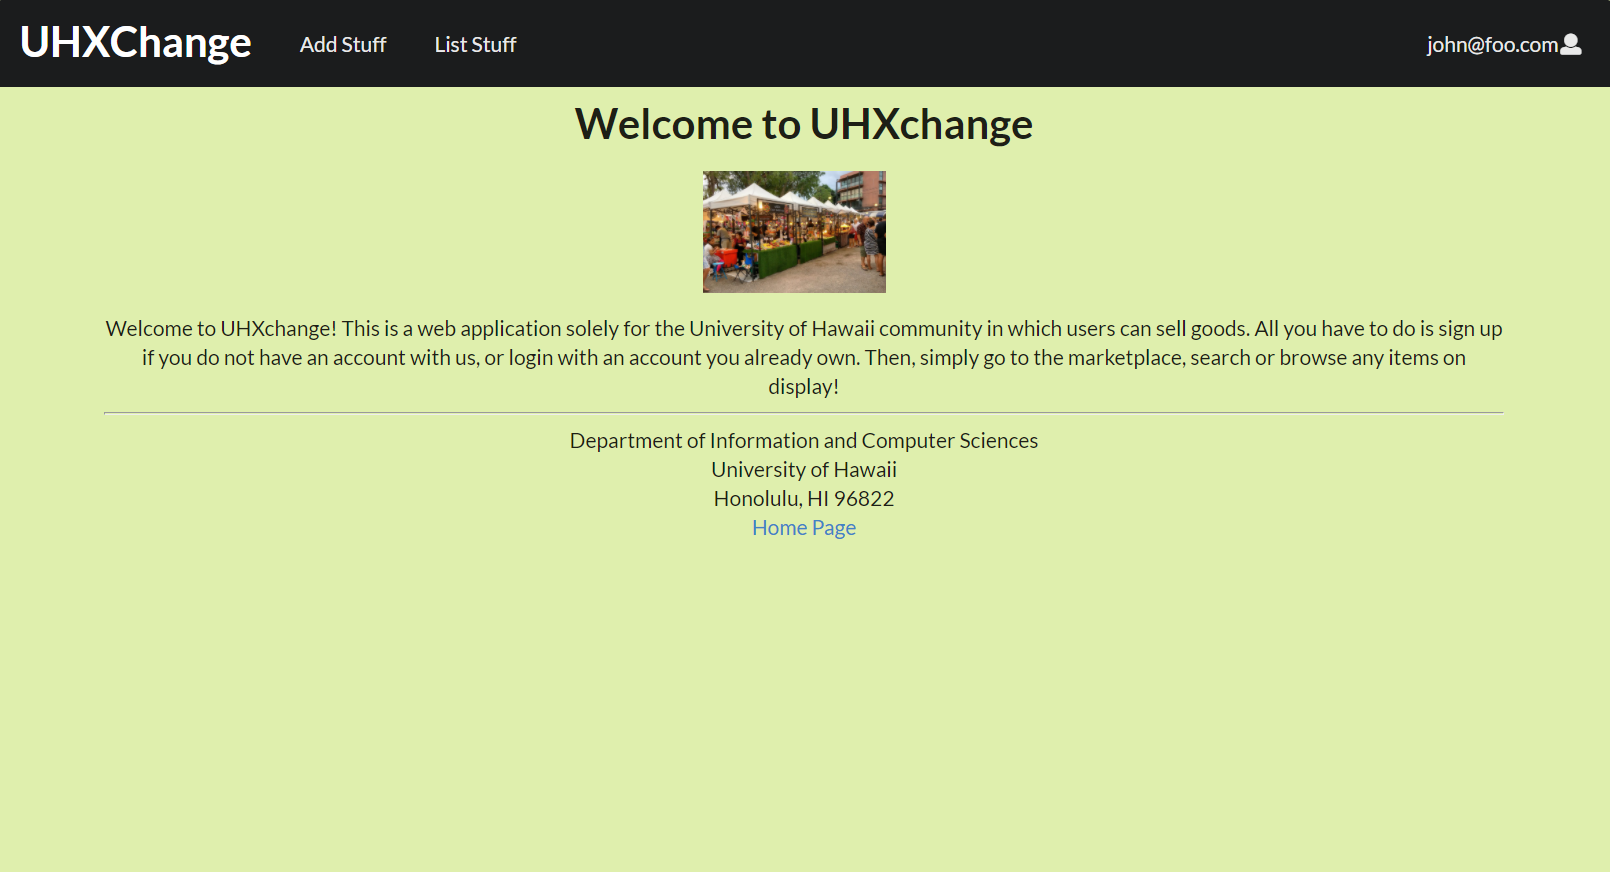 UHXChange
Add Stuff
List Stuff
john@foo.com
Welcome to UHXchange
Welcome to UHXchange! This is a web application solely for the University of Hawaii community in which users can sell goods. All you have to do is sign up
if you do not have an account with us, or login with an account you already own. Then, simply go to the marketplace, search or browse any items on
display!
Department of Information and Computer Sciences
University of Hawaii
Honolulu, HI 96822
Home Page